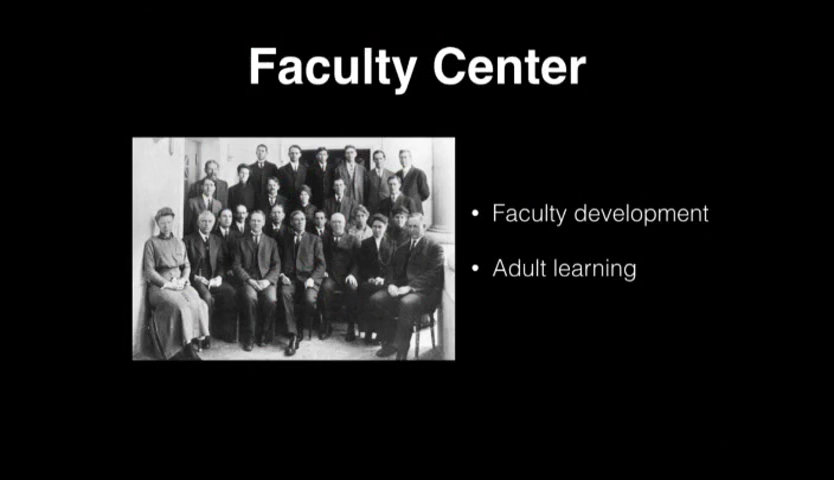 Faculty Center
• Faculty development
• Adult learning